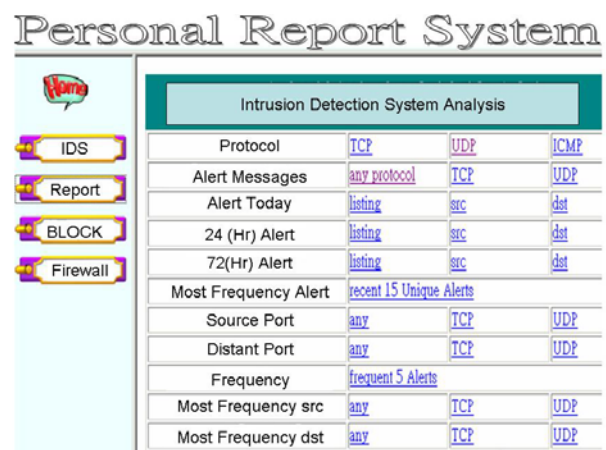 Personal Report System
Home
IDS
Report
BLOCK
Firewall
Intrusion Detection System Analysis
Protocol TCP UDP ICMP
Alert Messages any protocol TCP UDP
Alert Today listing src dst
24 (Hr) Alert listing src dst
72(Hr) Alert listing src dst
Most Frequency Alert recent 15 Unique Alerts
Source Port any TCP UDP
Distant Port any TCP UDP
Frequency frequent 5 Alerts
Most Frequency src any TCP UDP
Most Frequency dst any TCP UDP